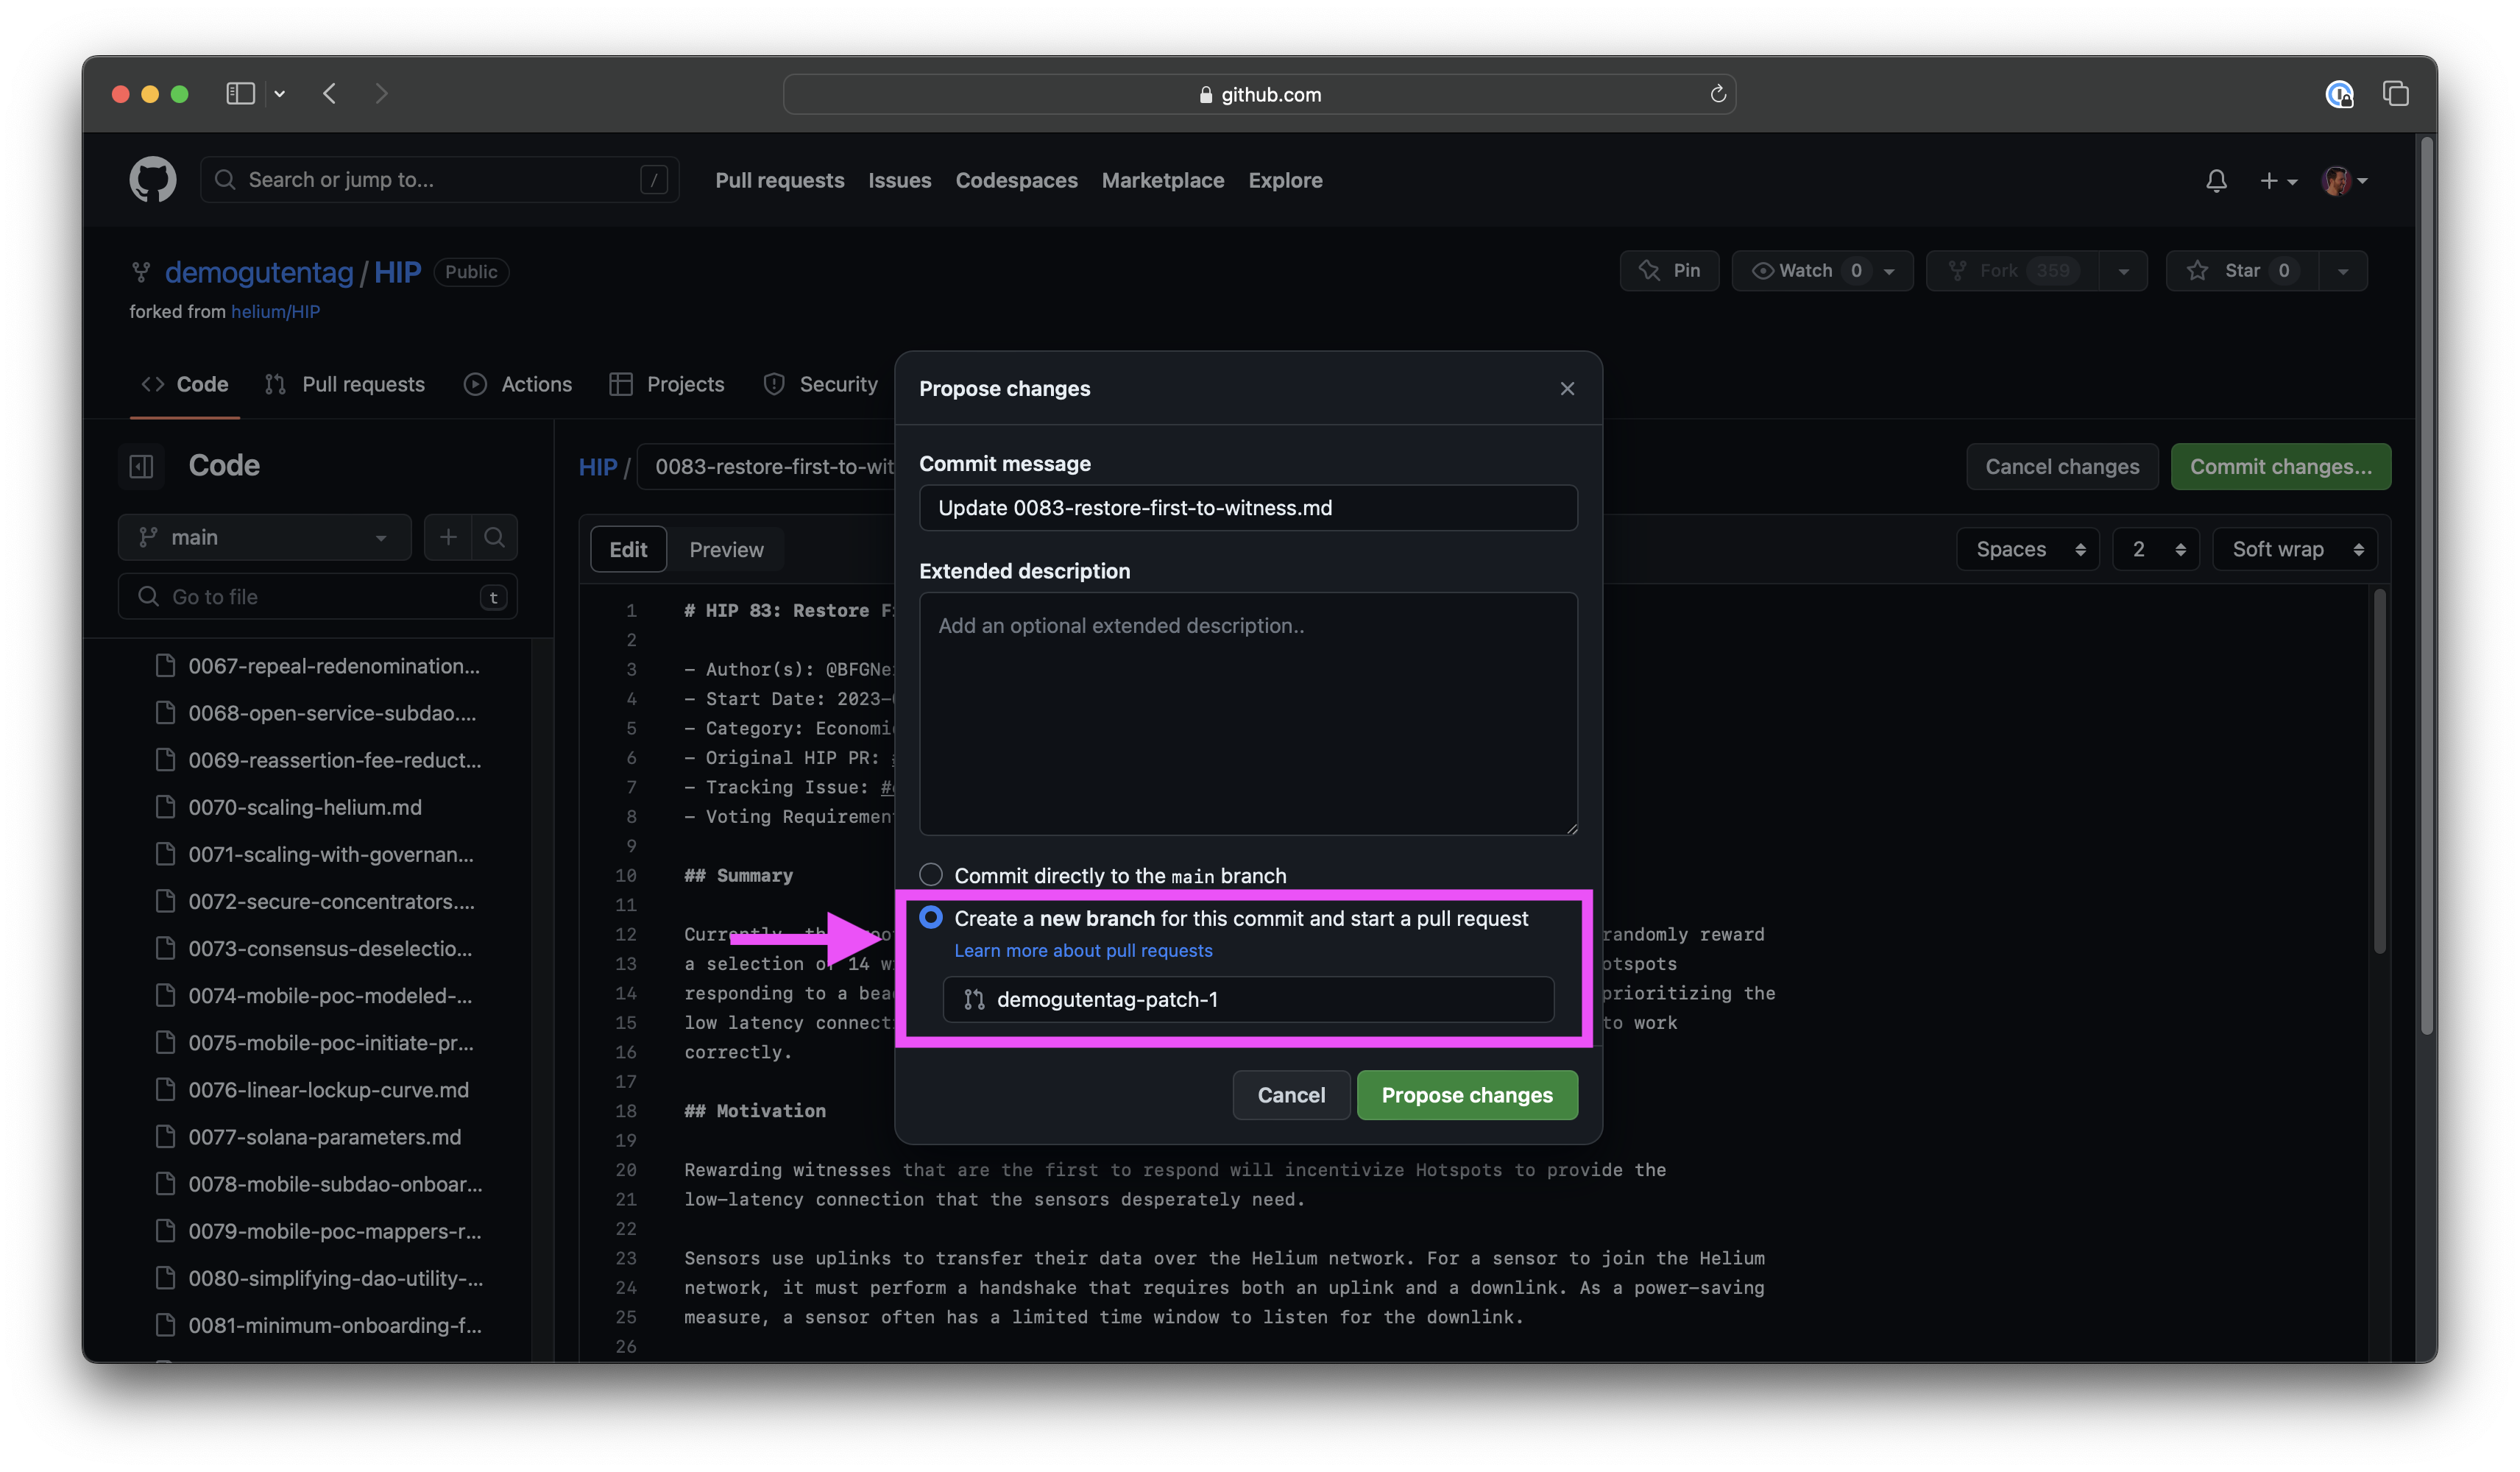 github.com
Search or jump to...
/
Pull requests
Issues
Codespaces
Marketplace
Explore
demogutentag / HIP
Public
Pin
Watch 0
Fork 359
Star 0
forked from helium/HIP
Code
Pull requests
Actions
Projects
Security
Code
main
Go to file
t
0067-repeal-redenomination...
0068-open-service-subdao....
0069-reassertion-fee-reduct...
0070-scaling-helium.md
0071-scaling-with-governan...
0072-secure-concentrators....
0073-consensus-deselectio...
0074-mobile-poc-modeled-...
0075-mobile-poc-initiate-pr...
0076-linear-lockup-curve.md
0077-solana-parameters.md
0078-mobile-subdao-onboar...
0079-mobile-poc-mappers-r...
0080-simplifying-dao-utility-...
0081-minimum-onboarding-f...
HIP / 0083-restore-first-to-wit
Cancel changes
Commit changes...
Edit
Preview
Spaces
2
Soft wrap
1 # HIP 83: Restore F
2
3 - Author(s): @BFGNe
4 - Start Date: 2023-
5 - Category: Economi
6 - Original HIP PR:
7 - Tracking Issue: #
8 - Voting Requiremen
9
10 ## Summary
11
12 randomly reward
13 a selection of 14 w otspots
14 responding to a bea prioritizing the
15 low latency connect to work
16 correctly.
17
18 ## Motivation
19
20 Rewarding witnesses that are the first to respond will incentivize Hotspots to provide the
21 low-latency connection that the sensors desperately need.
22
23 Sensors use uplinks to transfer their data over the Helium network. For a sensor to join the Helium
24 network, it must perform a handshake that requires both an uplink and a downlink. As a power-saving
25 measure, a sensor often has a limited time window to listen for the downlink.
26
Propose changes
Commit message
Update 0083-restore-first-to-witness.md
Extended description
Add an optional extended description..
Commit directly to the main branch
Create a new branch for this commit and start a pull request
Learn more about pull requests
demogutentag-patch-1
Cancel
Propose changes